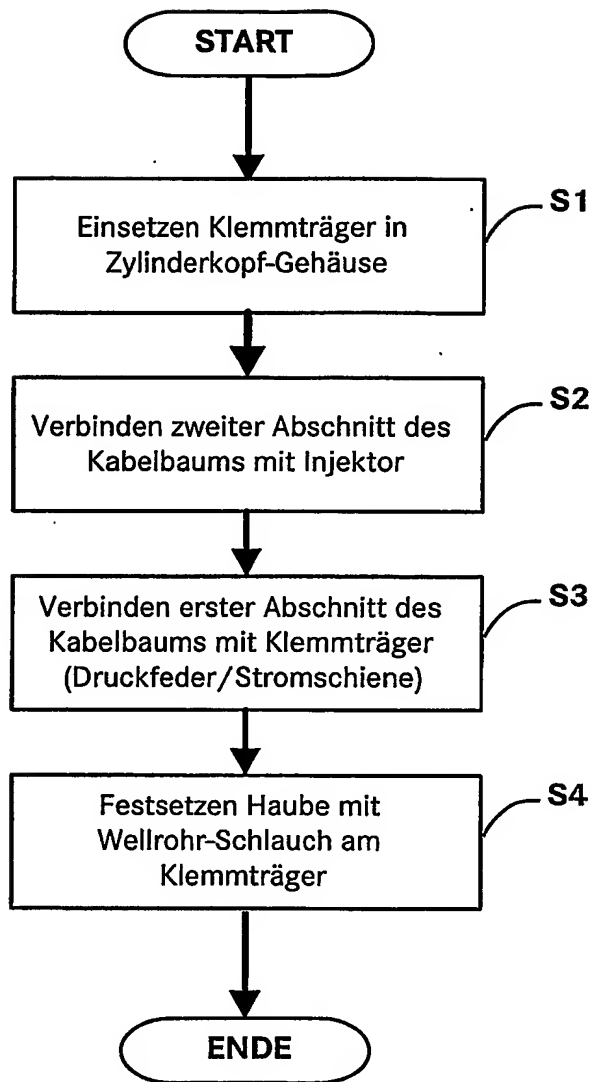 START
Einsetzen Klemmträger in
Zylinderkopf-Gehäuse
S1
Verbinden zweiter Abschnitt des
Kabelbaums mit Injektor
S2
Verbinden erster Abschnitt des
Kabelbaums mit Klemmträger
(Druckfeder/Stromschiene)
S3
Festsetzen Haube mit
Wellrohr-Schlauch am
Klemmträger
S4
ENDE